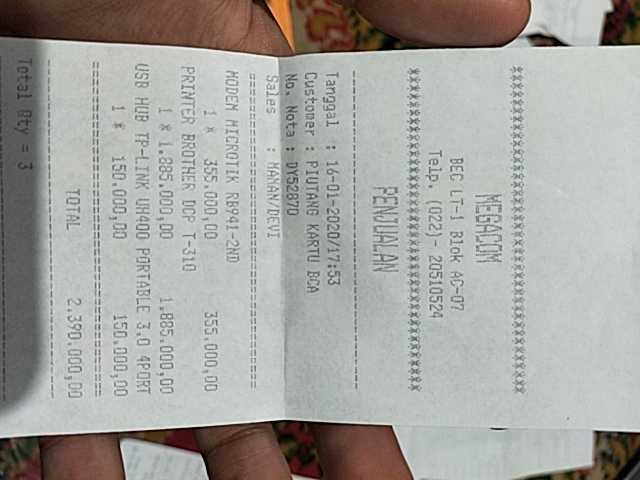 MEGACOM
BEC LT-1 Blok AC-07
Telp. (022)- 20510524
****************************************
PENJUALAN
Tanggal : 16-01-2020/17:53
Customer : PIUTANG KARTU BCA
No. Nota : DY52870
Sales : MAMAN/DEVI
========================================
MODEM MICROTIK RB941-2ND
1 * 355.000,00 355.000,00
PRINTER BROTHER DCP T-310
1 * 1.885.000,00 1.885.000,00
USB HUB TP-LINK UH400 PORTABLE 3.0 4PORT
1 * 150.000,00 150.000,00
========================================
TOTAL 2.390.000,00
Total Qty = 3